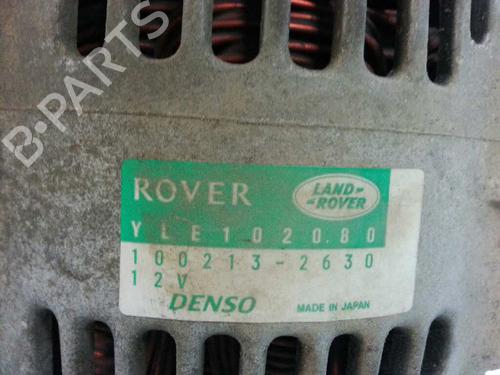 B-PARTS
ROVER
LAND-
-ROVER
YLE102080
100213-2630
12V
DENSO MADE IN JAPAN